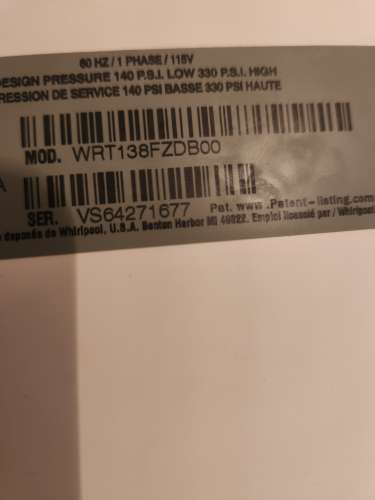 60 HZ / 1 PHASE / 115V
DESIGN PRESSURE 140 P.S.I. LOW 330 P.S.I. HIGH
RESSION DE SERVICE 140 PSI BASSE 330 PSI HAUTE
MOD. WRT138FZDB00
A
SER. VS64271677 Pat. www.Patent-listing.com
deposée de Whirlpool, U.S.A. Benton Harbor MI 49022. Emploi licensié par / Whirlpool